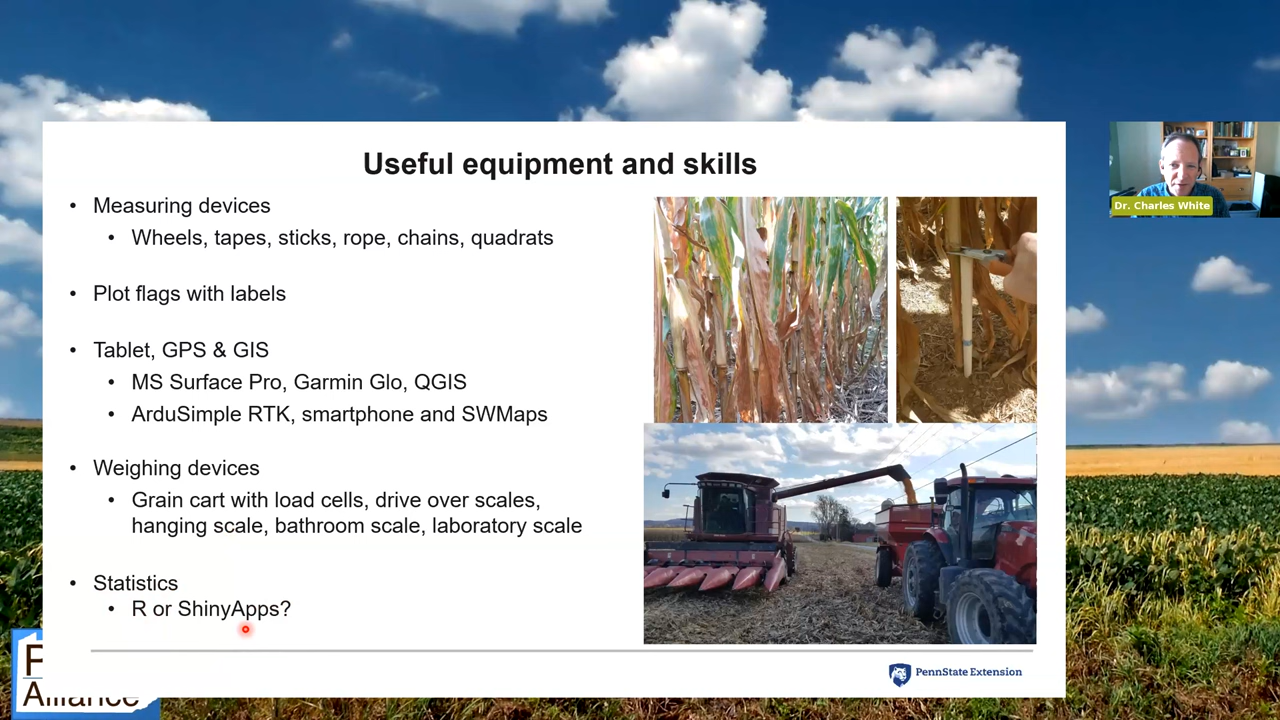 Useful equipment and skills
• Measuring devices
• Wheels, tapes, sticks, rope, chains, quadrats
• Plot flags with labels
• Tablet, GPS & GIS
• MS Surface Pro, Garmin Glo, QGIS
• ArduSimple RTK, smartphone and SWMaps
• Weighing devices
• Grain cart with load cells, drive over scales,
hanging scale, bathroom scale, laboratory scale
• Statistics
• R or ShinyApps?
PennState Extension
Dr. Charles White
Alliance